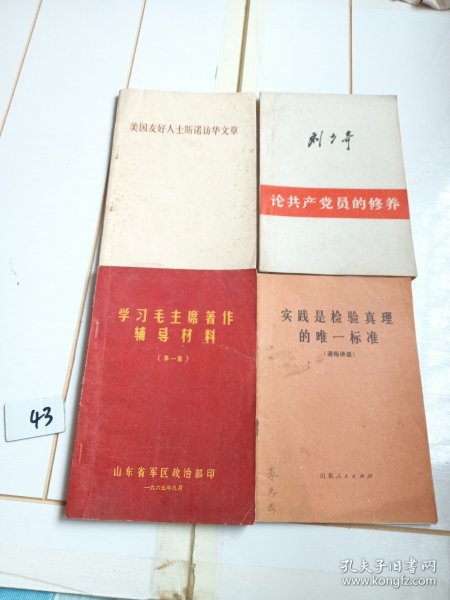 美国友好人士斯诺访华文章
刘少奇
论共产党员的修养
学习毛主席著作
辅导材料
（第一集）
山东省军区政治部印
一九六五年九月
实践是检验真理
的唯一标准
（通俗讲话）
山东人民出版社
43
孔夫子旧书网
www.kongfz.com